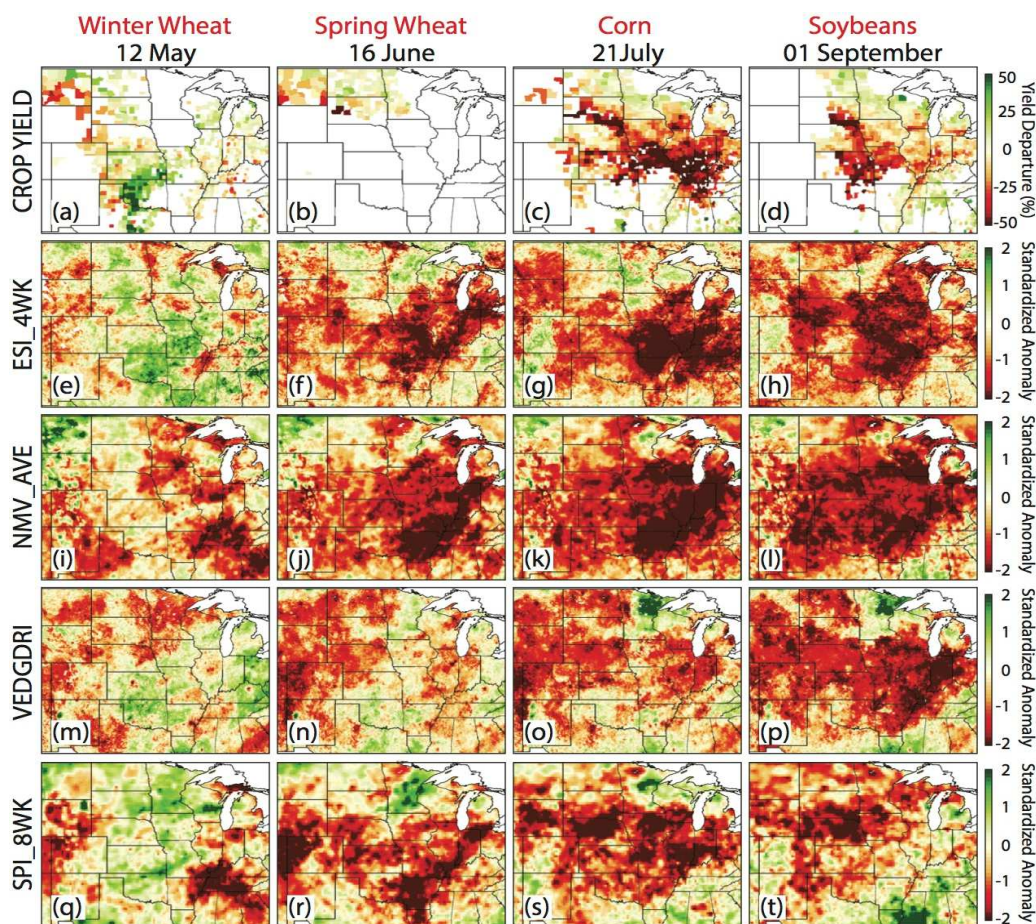 Winter Wheat Spring Wheat Corn Soybeans
12 May 16 June 21July 01 September
CROP YIELD
(a) (b) (c) (d)
50
25
0
-25
-50
Yield Departure (%)
ESI_4WK
(e) (f) (g) (h)
2
1
0
-1
-2
Standardized Anomaly
NMV_AVE
(i) (j) (k) (l)
2
1
0
-1
-2
Standardized Anomaly
VEDGDRI
(m) (n) (o) (p)
2
1
0
-1
-2
Standardized Anomaly
SPI_8WK
(q) (r) (s) (t)
2
1
0
-1
-2
Standardized Anomaly